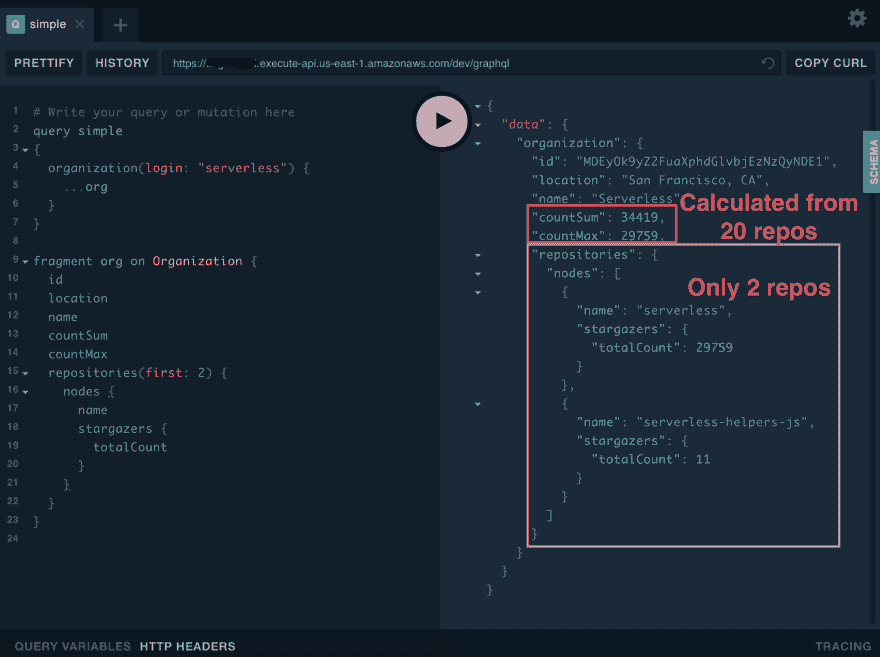 simple
PRETTIFY HISTORY https://... .execute-api.us-east-1.amazonaws.com/dev/graphql COPY CURL
1 # Write your query or mutation here
2 query simple
3 {
4 organization(login: "serverless") {
5 ...org
6 }
7 }
8
9 fragment org on Organization {
10 id
11 location
12 name
13 countSum
14 countMax
15 repositories(first: 2) {
16 nodes {
17 name
18 stargazers {
19 totalCount
20 }
21 }
22 }
23 }
24
{
"data": {
"organization": {
"id": "MDEyOk9yZ2FuaXphdGlvbjEzNzQyNDE1",
"location": "San Francisco, CA",
"name": "Serverless"
"countSum": 34419,
"countMax": 29759,
Calculated from
20 repos
"repositories": {
"nodes": [
Only 2 repos
{
"name": "serverless",
"stargazers": {
"totalCount": 29759
}
},
{
"name": "serverless-helpers-js",
"stargazers": {
"totalCount": 11
}
}
]
}
}
}
}
SCHEMA
QUERY VARIABLES HTTP HEADERS TRACING